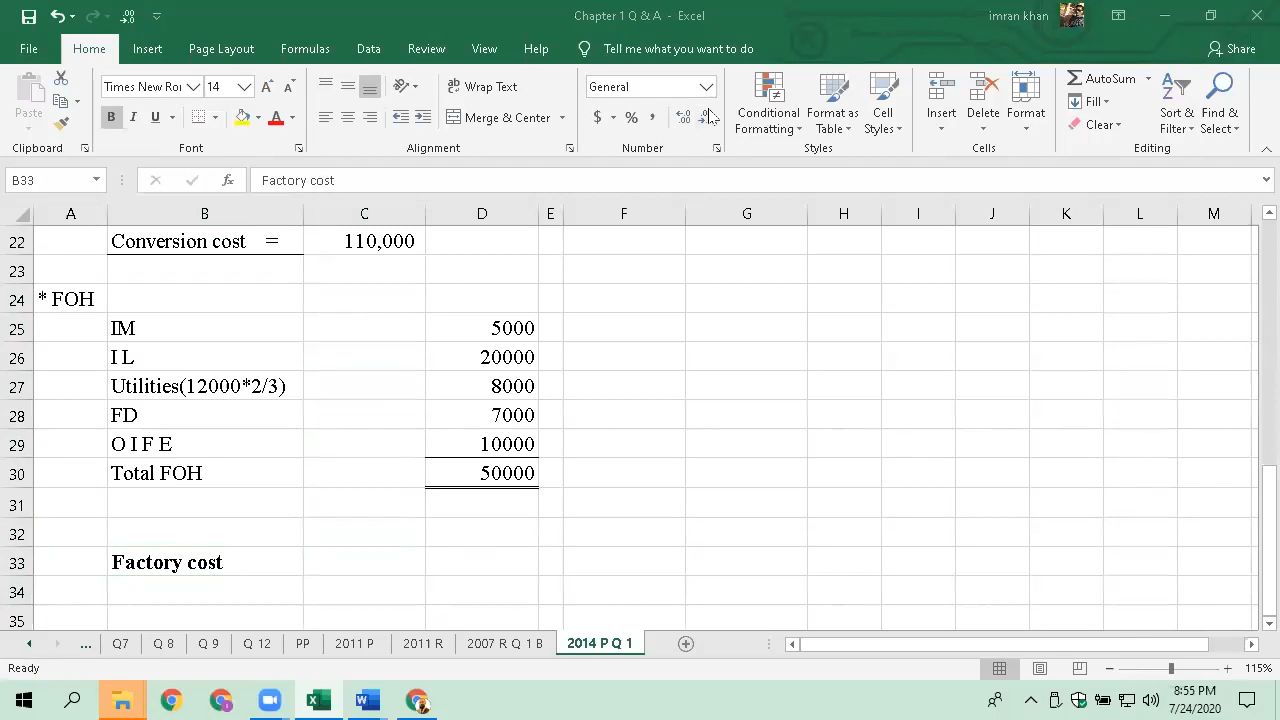 Chapter 1 Q & A - Excel
imran khan
File Home Insert Page Layout Formulas Data Review View Help Tell me what you want to do Share
Paste
Clipboard
Times New Roı 14
B I U
Font
Wrap Text
Merge & Center
Alignment
General
$ % ,
Number
Conditional Formatting
Format as Table
Cell Styles
Styles
Insert Delete Format
Cells
AutoSum
Fill
Clear
Sort & Filter
Find & Select
Editing
B33 fx Factory cost
A B C D E F G H I J K L M
22 Conversion cost = 110,000
23
24 * FOH
25 IM 5000
26 I L 20000
27 Utilities(12000*2/3) 8000
28 FD 7000
29 O I F E 10000
30 Total FOH 50000
31
32
33 Factory cost
34
35
... Q7 Q 8 Q 9 Q 12 PP 2011 P 2011 R 2007 R Q 1 B 2014 P Q 1
Ready 115%
8:55 PM
7/24/2020